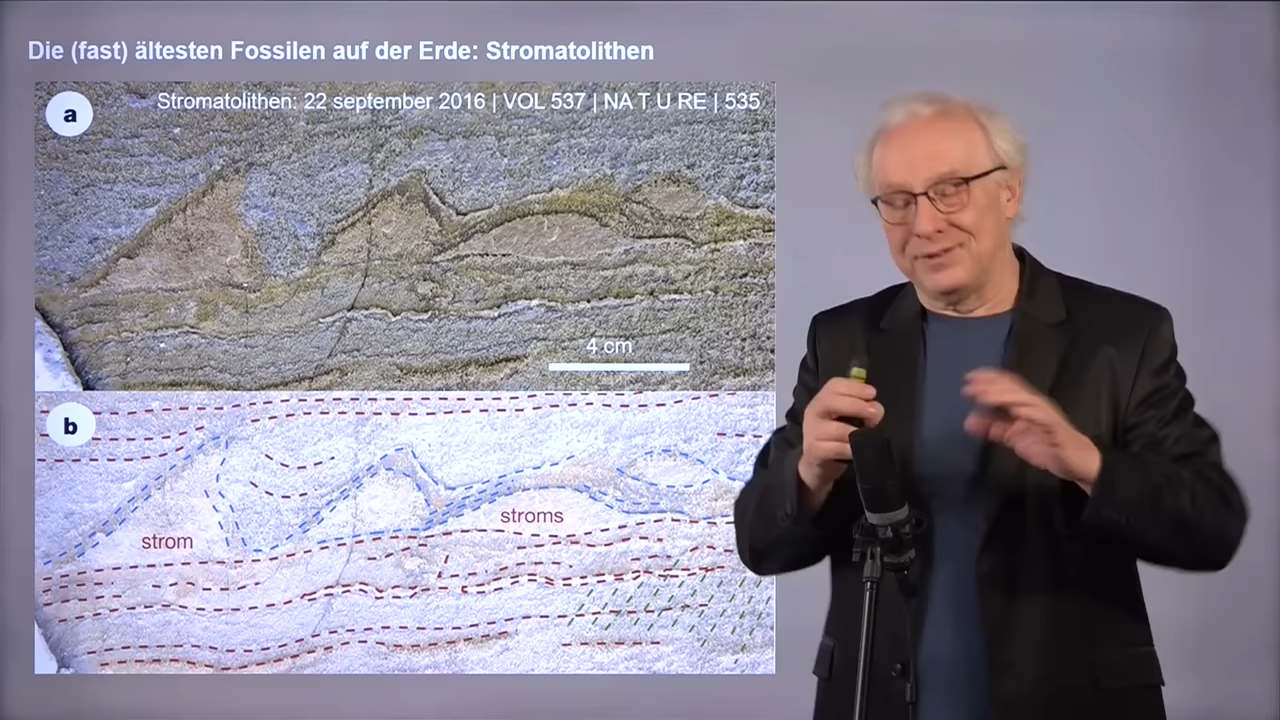 Die (fast) ältesten Fossilen auf der Erde: Stromatolithen
a
Stromatolithen: 22 september 2016 | VOL 537 | NA T U RE | 535
4 cm
b
strom
stroms